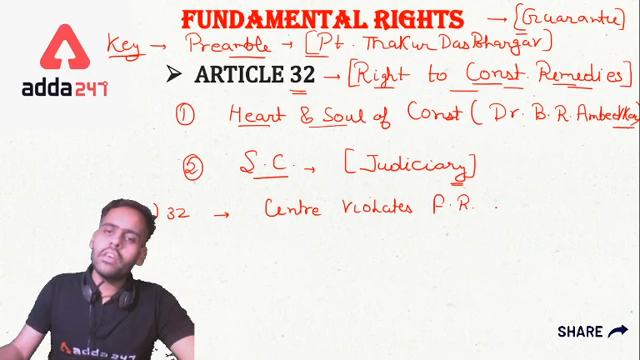 FUNDAMENTAL RIGHTS → [Guarantee]
Key → Preamble → [Pt. Thakur Das Bhargav]
adda247
➤ ARTICLE 32 → [Right to Const. Remedies]
① Heart & Soul of Const (Dr. B. R. Ambedkar)
② S.C. → [Judiciary]
) 32 → Centre violates F.R.
adda247
SHARE